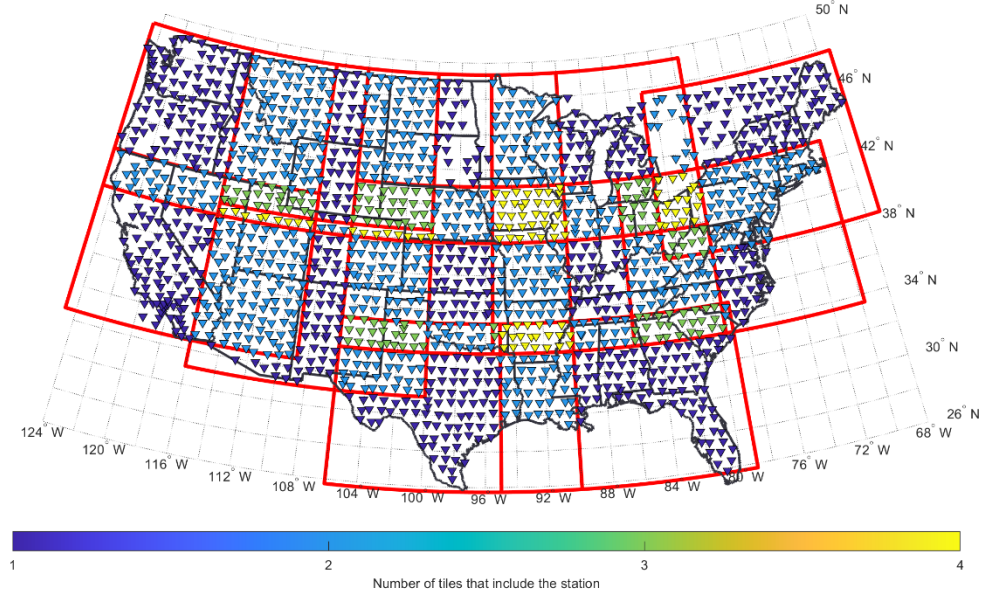 50° N
46° N
42° N
38° N
34° N
30° N
26° N
124° W
120° W
116° W
112° W
108° W
104° W
100° W
96° W
92° W
88° W
84° W
80° W
76° W
72° W
68° W
1 2 3 4
Number of tiles that include the station